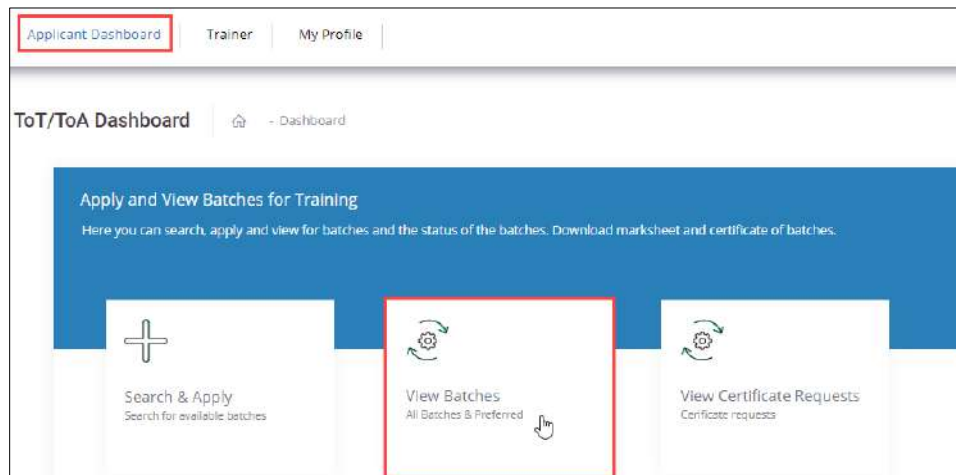 Applicant Dashboard Trainer My Profile
ToT/ToA Dashboard - Dashboard
Apply and View Batches for Training
Here you can search, apply and view for batches and the status of the batches. Download marksheet and certificate of batches.
Search & Apply
Search for available batches
View Batches
All Batches & Preferred
View Certificate Requests
Cerificate requests